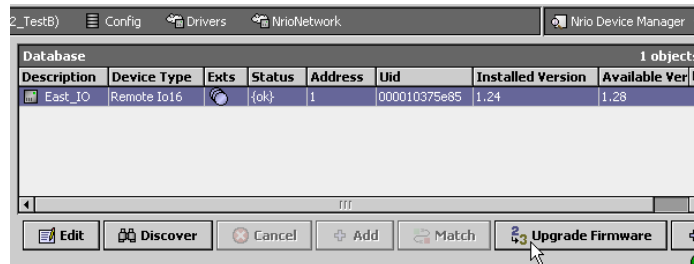 2_TestB) Config Drivers NrioNetwork Nrio Device Manager
Database 1 objects
Description Device Type Exts Status Address Uid Installed Version Available Ver
East_IO Remote Io16 {ok} 1 000010375e85 1.24 1.28
Edit Discover Cancel Add Match Upgrade Firmware